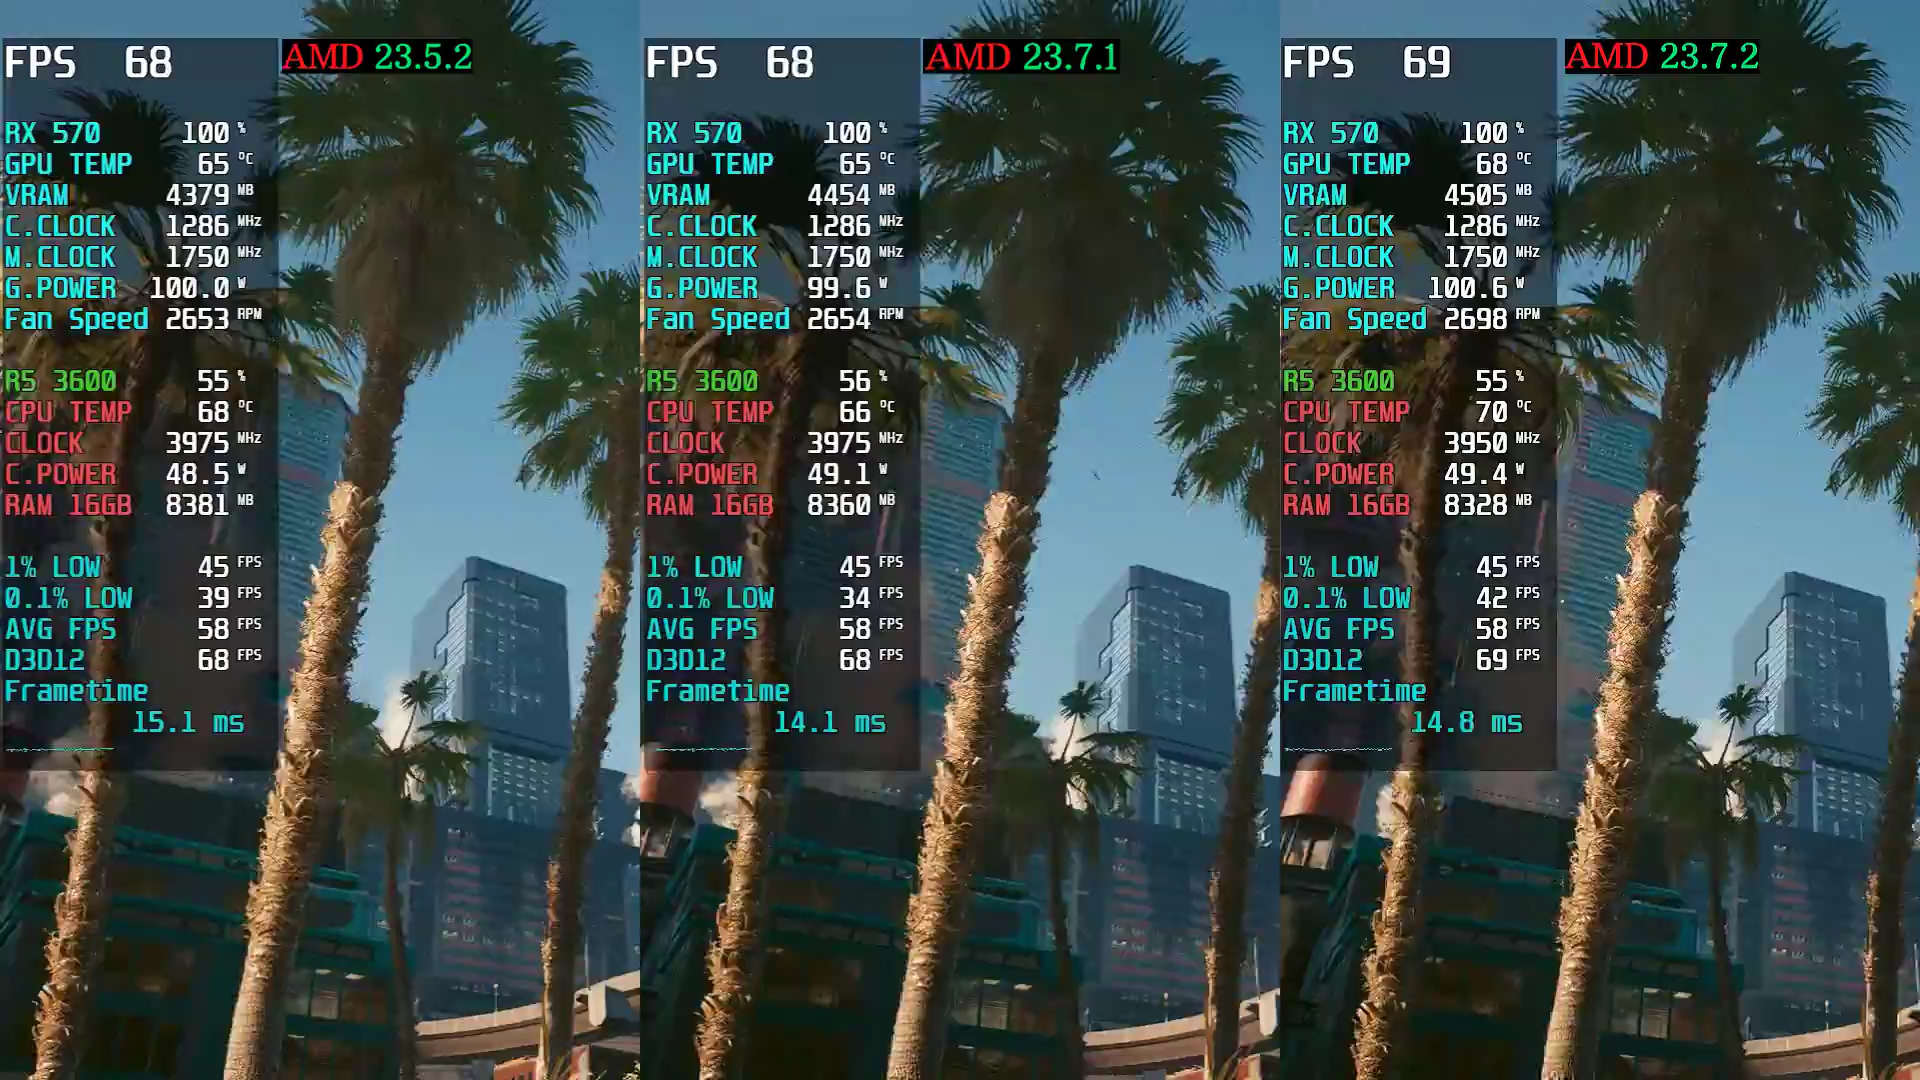 FPS 68
AMD 23.5.2
RX 570 100 %
GPU TEMP 65 °C
VRAM 4379 MB
C.CLOCK 1286 MHz
M.CLOCK 1750 MHz
G.POWER 100.0 W
Fan Speed 2653 RPM
R5 3600 55 %
CPU TEMP 68 °C
CLOCK 3975 MHz
C.POWER 48.5 W
RAM 16GB 8381 MB
1% LOW 45 FPS
0.1% LOW 39 FPS
AVG FPS 58 FPS
D3D12 68 FPS
Frametime
15.1 ms
FPS 68
AMD 23.7.1
RX 570 100 %
GPU TEMP 65 °C
VRAM 4454 MB
C.CLOCK 1286 MHz
M.CLOCK 1750 MHz
G.POWER 99.6 W
Fan Speed 2654 RPM
R5 3600 56 %
CPU TEMP 66 °C
CLOCK 3975 MHz
C.POWER 49.1 W
RAM 16GB 8360 MB
1% LOW 45 FPS
0.1% LOW 34 FPS
AVG FPS 58 FPS
D3D12 68 FPS
Frametime
14.1 ms
FPS 69
AMD 23.7.2
RX 570 100 %
GPU TEMP 68 °C
VRAM 4505 MB
C.CLOCK 1286 MHz
M.CLOCK 1750 MHz
G.POWER 100.6 W
Fan Speed 2698 RPM
R5 3600 55 %
CPU TEMP 70 °C
CLOCK 3950 MHz
C.POWER 49.4 W
RAM 16GB 8328 MB
1% LOW 45 FPS
0.1% LOW 42 FPS
AVG FPS 58 FPS
D3D12 69 FPS
Frametime
14.8 ms